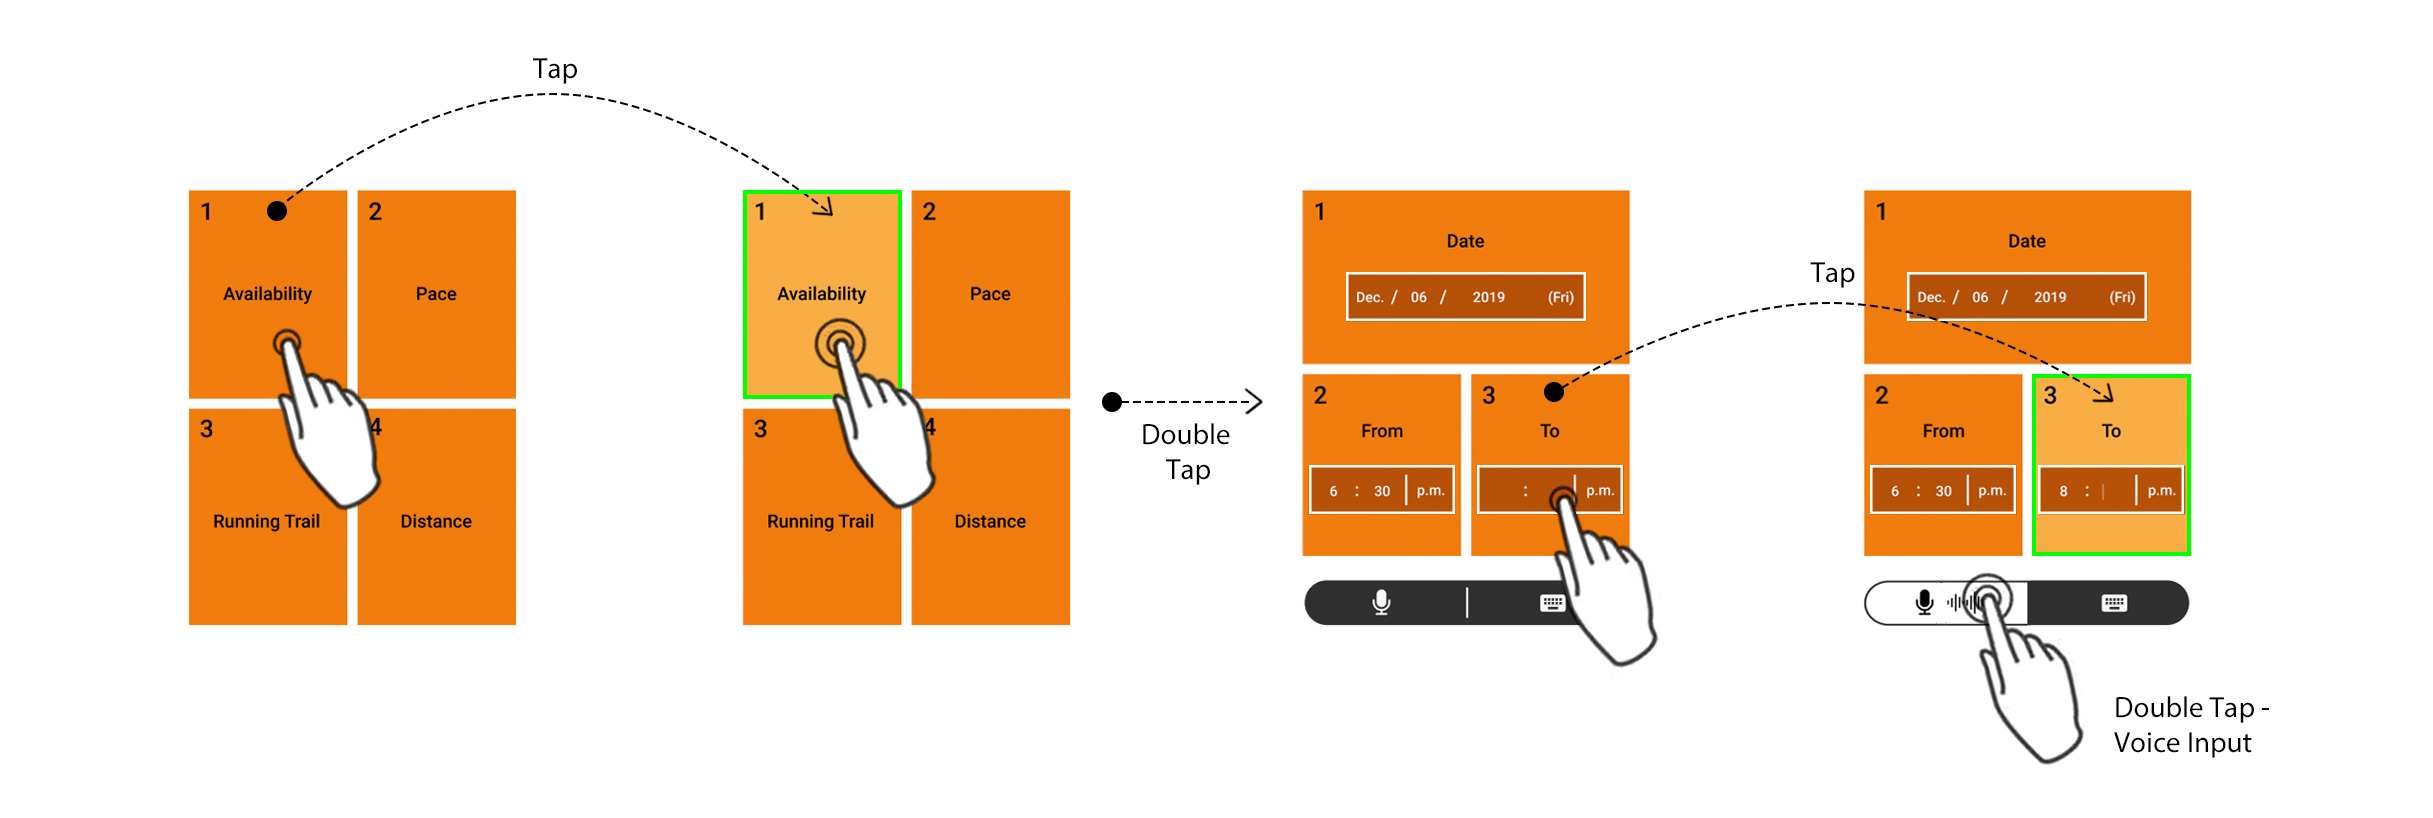 Tap
1
2
Availability
Pace
3
4
Running Trail
Distance
1
2
Availability
Pace
3
4
Running Trail
Distance
Double
Tap
1
Date
Dec. / 06 / 2019 (Fri)
2
3
From
To
6 : 30 p.m.
: p.m.
Tap
1
Date
Dec. / 06 / 2019 (Fri)
2
3
From
To
6 : 30 p.m.
8 : p.m.
Double Tap -
Voice Input